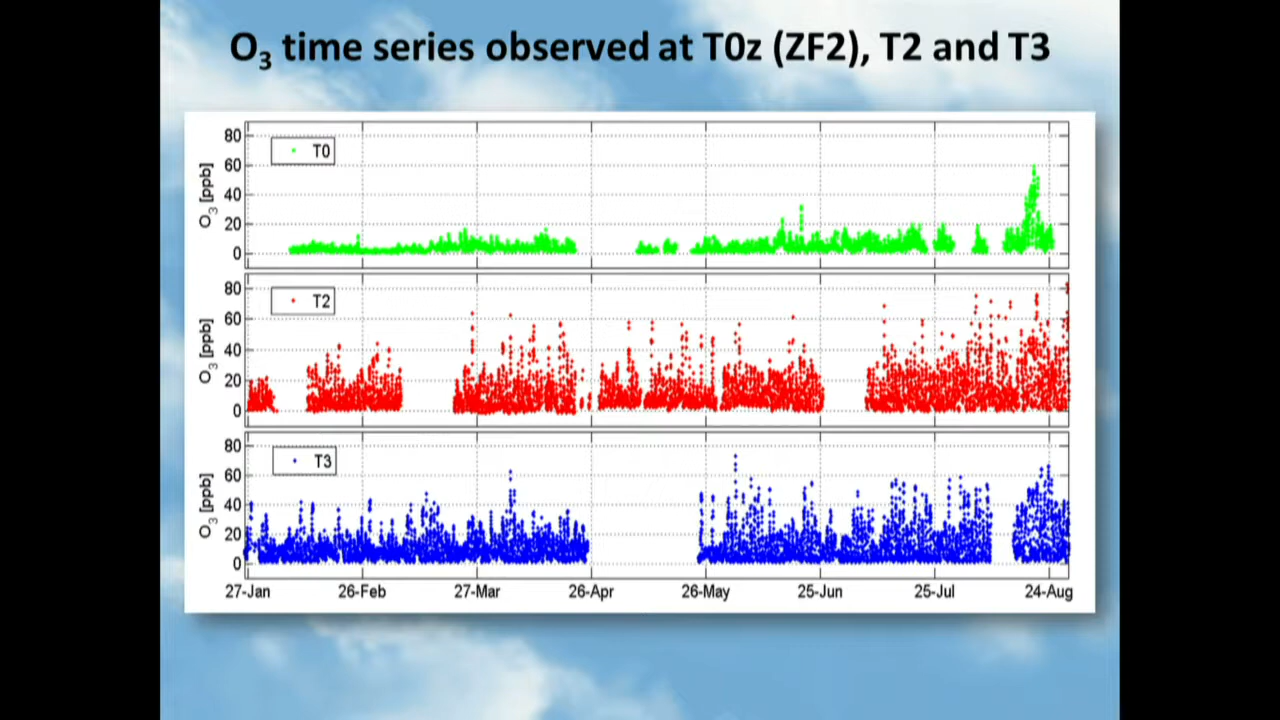 O₃ time series observed at T0z (ZF2), T2 and T3
80
60
40
20
0
O₃ [ppb]
T0
80
60
40
20
0
O₃ [ppb]
T2
80
60
40
20
0
O₃ [ppb]
T3
27-Jan 26-Feb 27-Mar 26-Apr 26-May 25-Jun 25-Jul 24-Aug